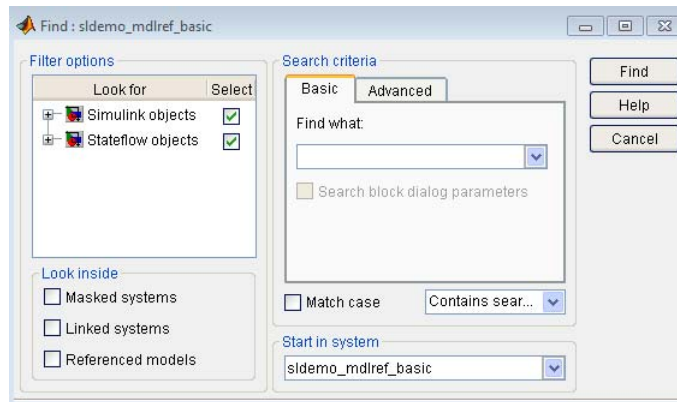 Find : sldemo_mdlref_basic
Filter options
Look for Select
Simulink objects
Stateflow objects
Look inside
Masked systems
Linked systems
Referenced models
Search criteria
Basic Advanced
Find what:
Search block dialog parameters
Match case Contains sear...
Start in system
sldemo_mdlref_basic
Find
Help
Cancel